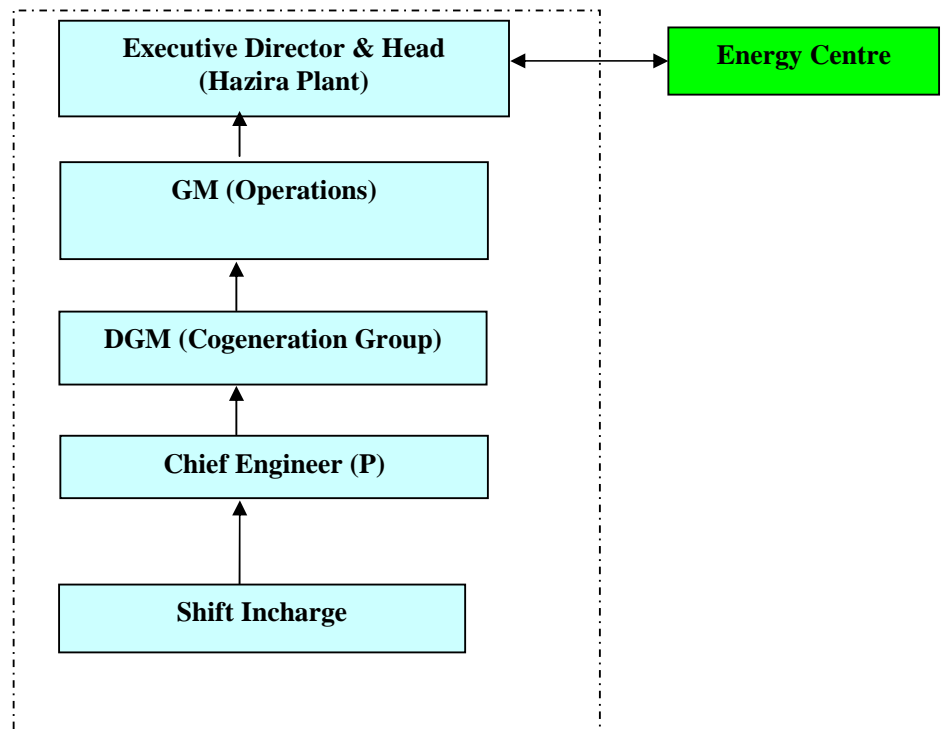 Executive Director & Head
(Hazira Plant)
Energy Centre
GM (Operations)
DGM (Cogeneration Group)
Chief Engineer (P)
Shift Incharge